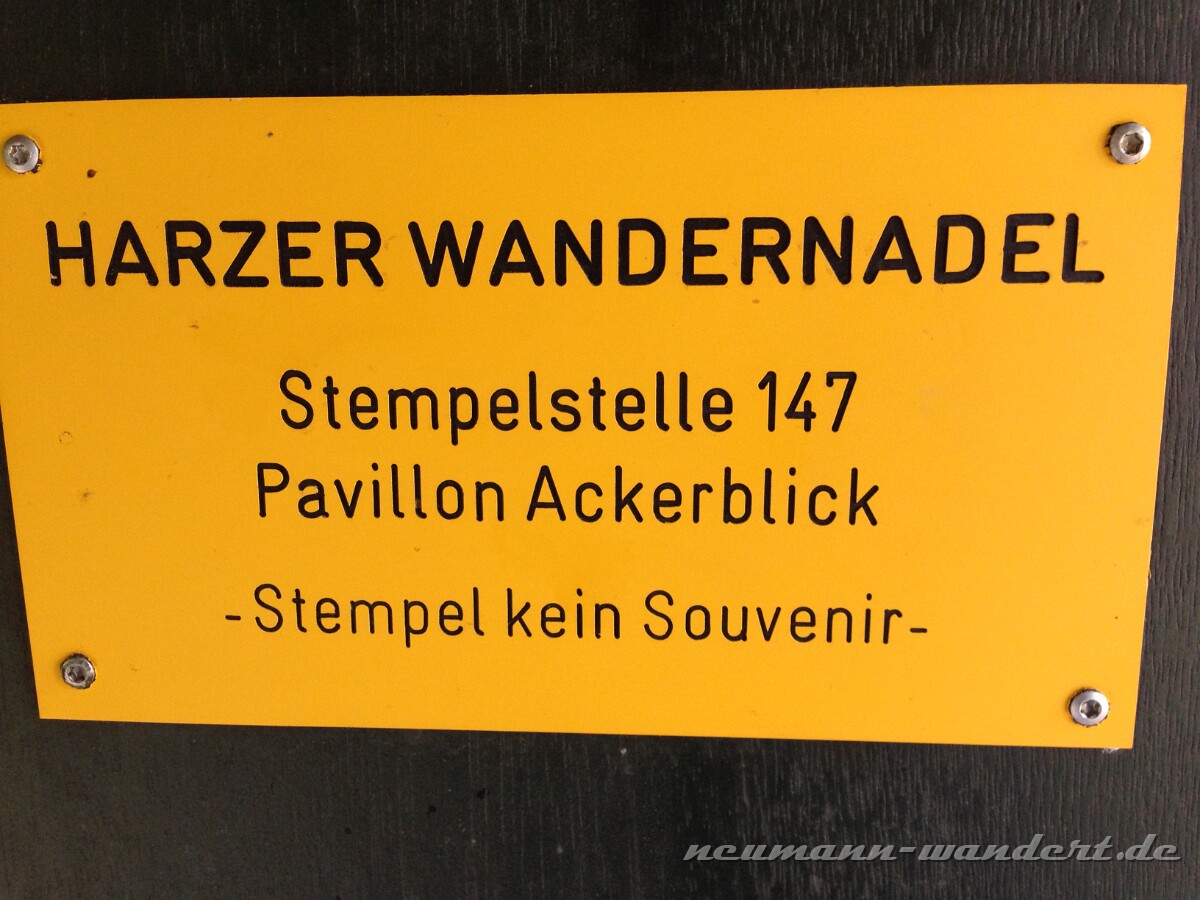 HARZER WANDERNADEL
Stempelstelle 147
Pavillon Ackerblick
-Stempel kein Souvenir-
neumann-wandert.de